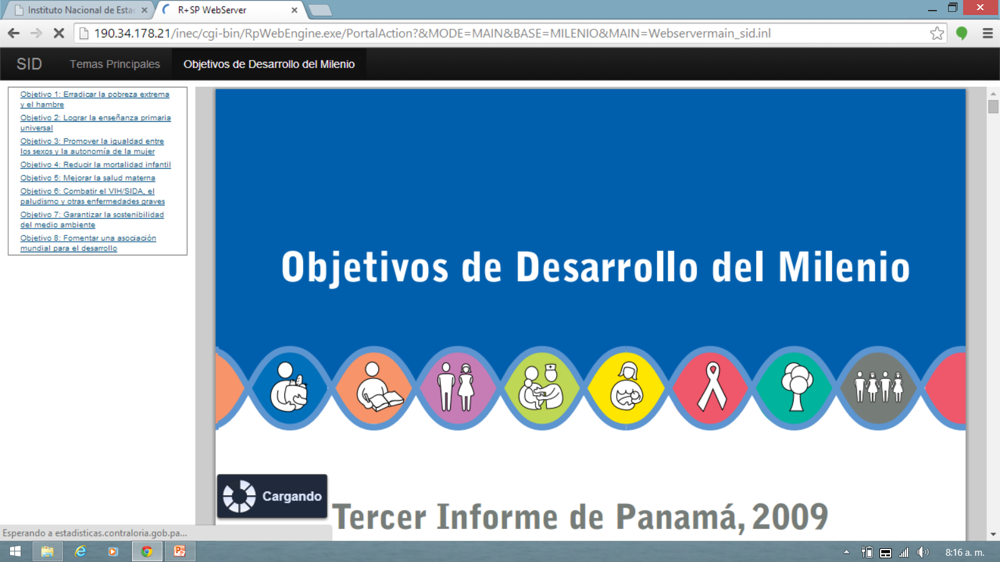 Instituto Nacional de Esta
R+SP WebServer
190.34.178.21/inec/cgi-bin/RpWebEngine.exe/PortalAction?&MODE=MAIN&BASE=MILENIO&MAIN=Webservermain_sid.inl
SID
Temas Principales
Objetivos de Desarrollo del Milenio
Objetivo 1: Erradicar la pobreza extrema
y el hambre
Objetivo 2: Lograr la enseñanza primaria
universal
Objetivo 3: Promover la igualdad entre
los sexos y la autonomía de la mujer
Objetivo 4: Reducir la mortalidad infantil
Objetivo 5: Mejorar la salud materna
Objetivo 6: Combatir el VIH/SIDA, el
paludismo y otras enfermedades graves
Objetivo 7: Garantizar la sostenibilidad
del medio ambiente
Objetivo 8: Fomentar una asociación
mundial para el desarrollo
Objetivos de Desarrollo del Milenio
Cargando
Tercer Informe de Panamá, 2009
Esperando a estadisticas.contraloria.gob.pa...
8:16 a. m.